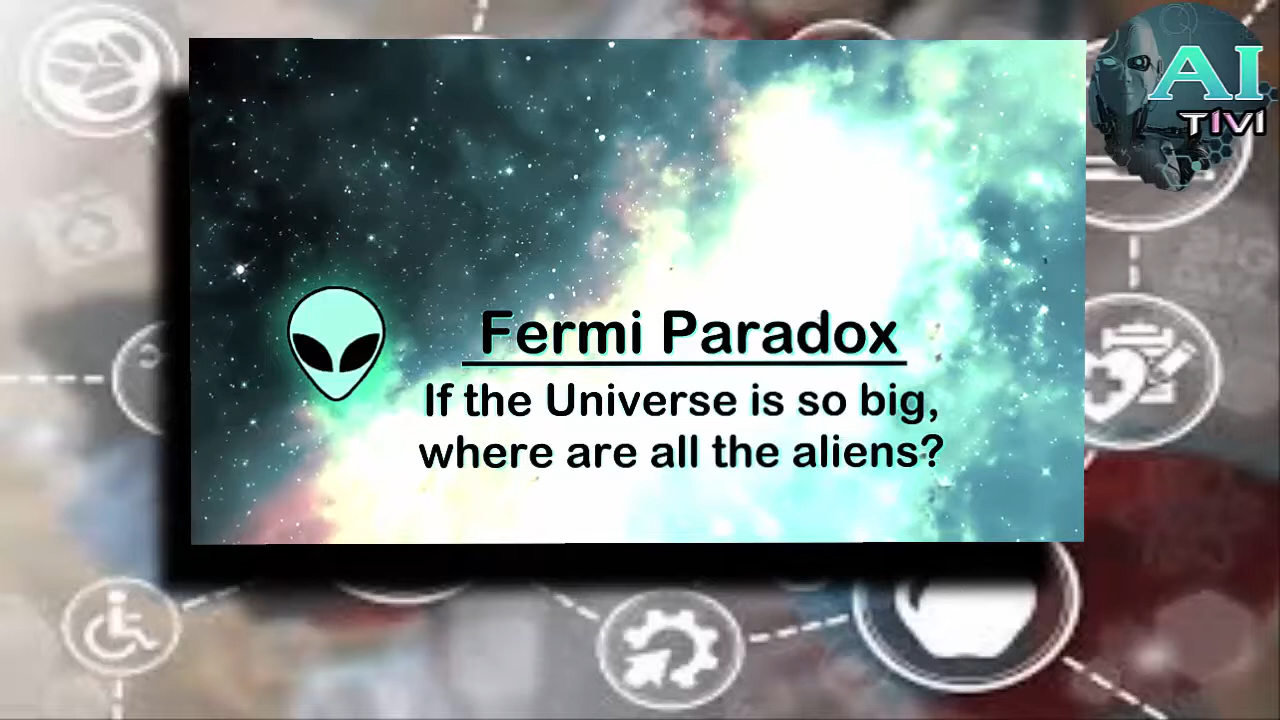 AI
TIVI
Fermi Paradox
If the Universe is so big,
where are all the aliens?